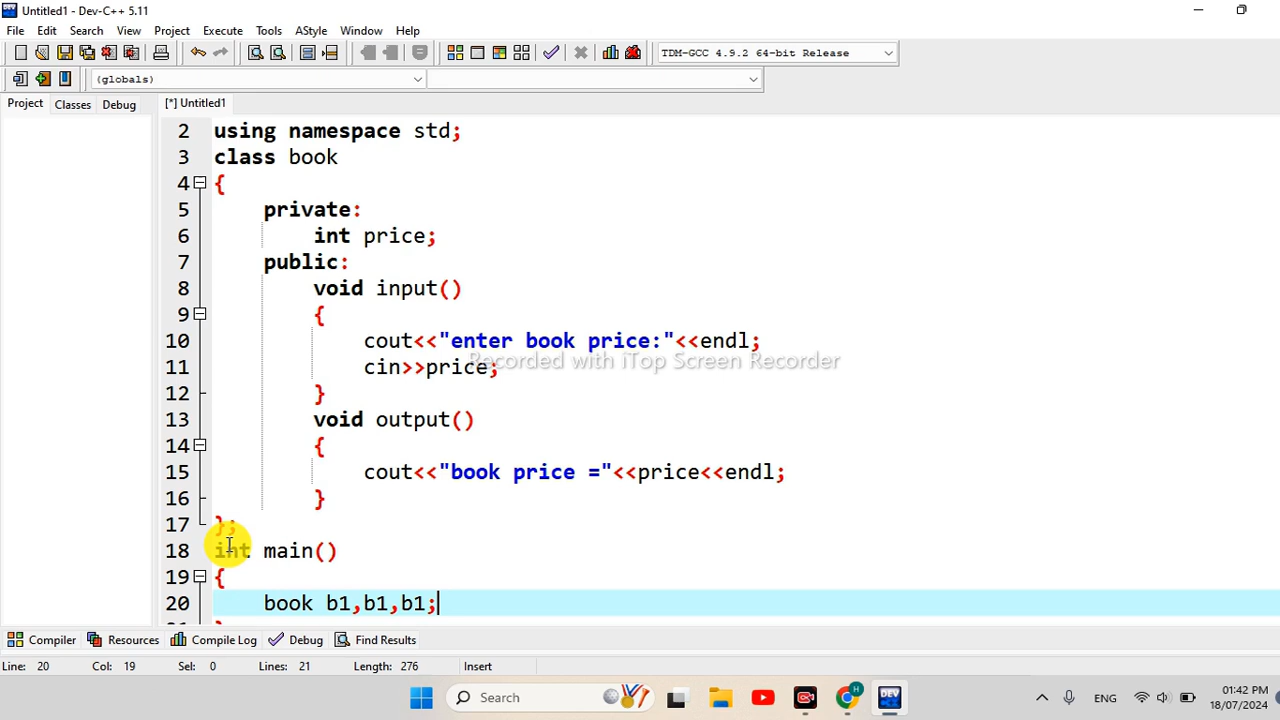 Untitled1 - Dev-C++ 5.11
File Edit Search View Project Execute Tools AStyle Window Help
TDM-GCC 4.9.2 64-bit Release
(globals)
Project Classes Debug [*] Untitled1
2 using namespace std;
3 class book
4 {
5 private:
6 int price;
7 public:
8 void input()
9 {
10 cout<<"enter book price:"<<endl;
11 cin>>price;
Recorded with iTop Screen Recorder
12 }
13 void output()
14 {
15 cout<<"book price ="<<price<<endl;
16 }
17 };
18 int main()
19 {
20 book b1,b1,b1;
Compiler Resources Compile Log Debug Find Results
Line: 20 Col: 19 Sel: 0 Lines: 21 Length: 276 Insert
Search ENG 01:42 PM
18/07/2024